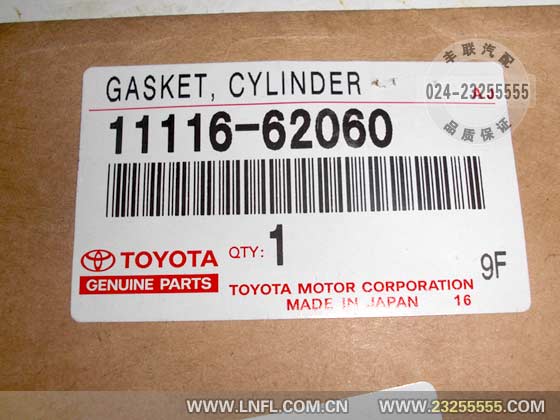 丰联汽配
024-23255555
品质保证
GASKET, CYLINDER
11116-62060
TOYOTA
GENUINE PARTS
QTY: 1
9F
TOYOTA MOTOR CORPORATION
MADE IN JAPAN 16
WWW.LNFL.COM.CN
WWW.23255555.COM